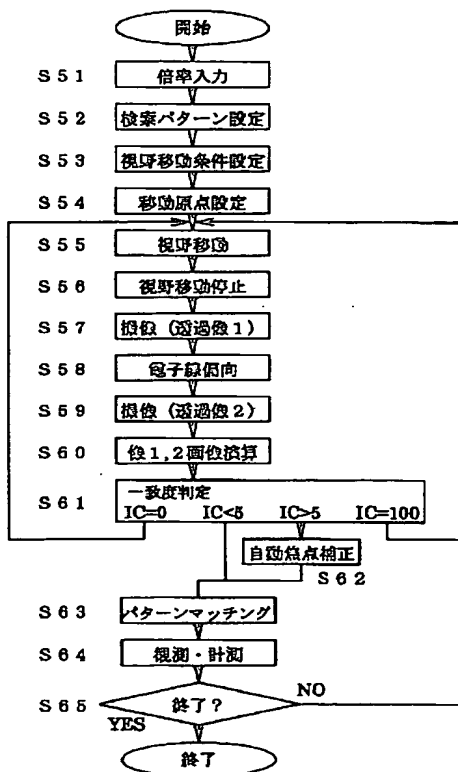 開始
S51 倍率入力
S52 検索パターン設定
S53 視野移動条件設定
S54 移動原点設定
S55 視野移動
S56 視野移動停止
S57 撮像(透過像1)
S58 電子線偏向
S59 撮像(透過像2)
S60 像1,2画像演算
S61 一致度判定
IC=0 IC<5 IC>5 IC=100
自動焦点補正
S62
S63 パターンマッチング
S64 観測・計測
S65 終了? NO
YES
終了